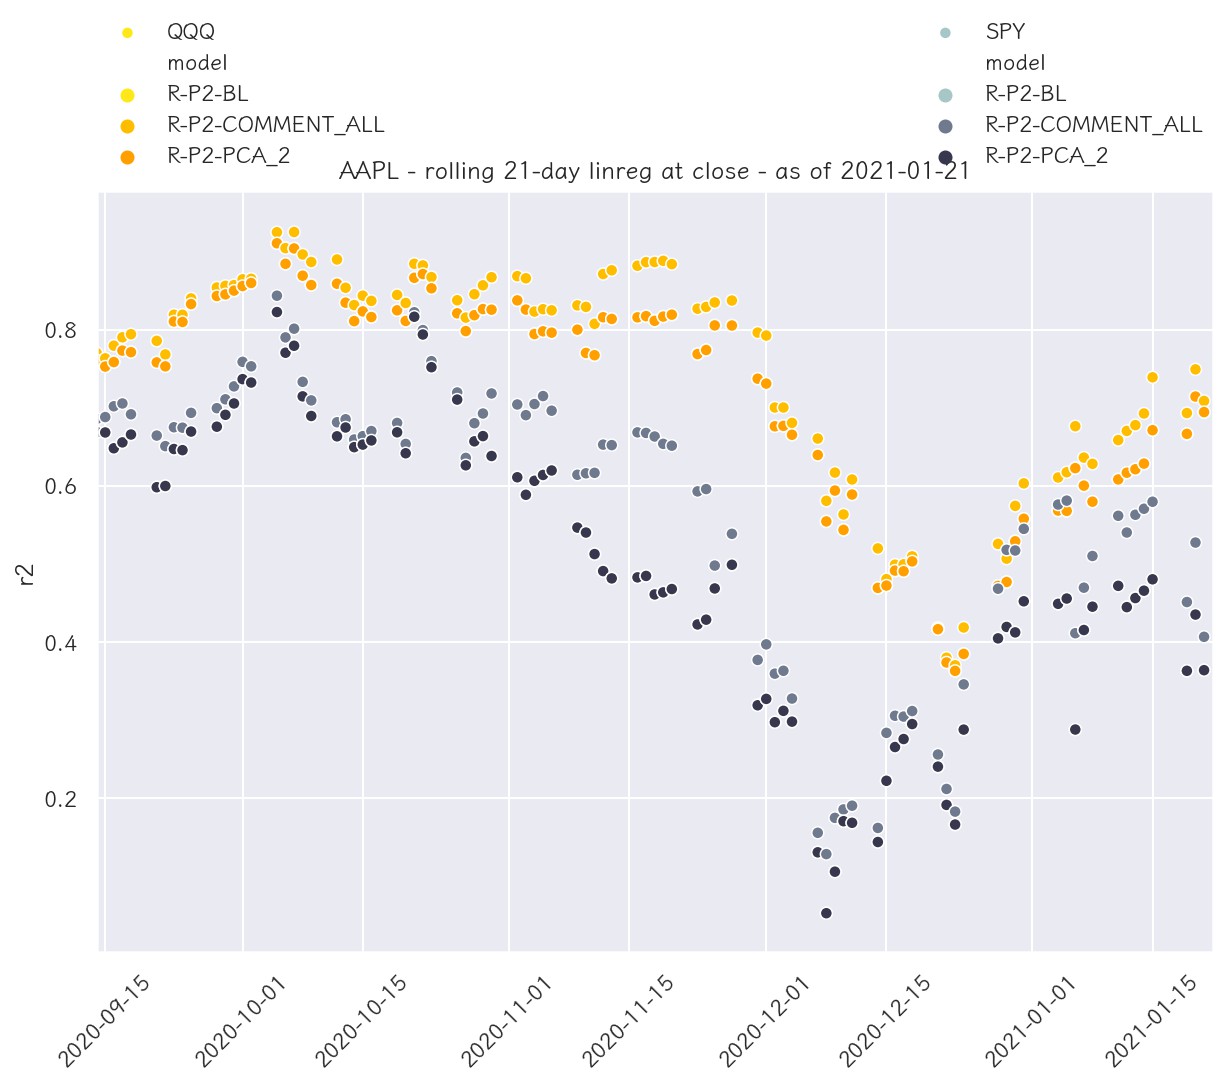 QQQ
model
R-P2-BL
R-P2-COMMENT_ALL
R-P2-PCA_2
SPY
model
R-P2-BL
R-P2-COMMENT_ALL
R-P2-PCA_2
AAPL - rolling 21-day linreg at close - as of 2021-01-21
r2
0.8
0.6
0.4
0.2
2020-09-15
2020-10-01
2020-10-15
2020-11-01
2020-11-15
2020-12-01
2020-12-15
2021-01-01
2021-01-15